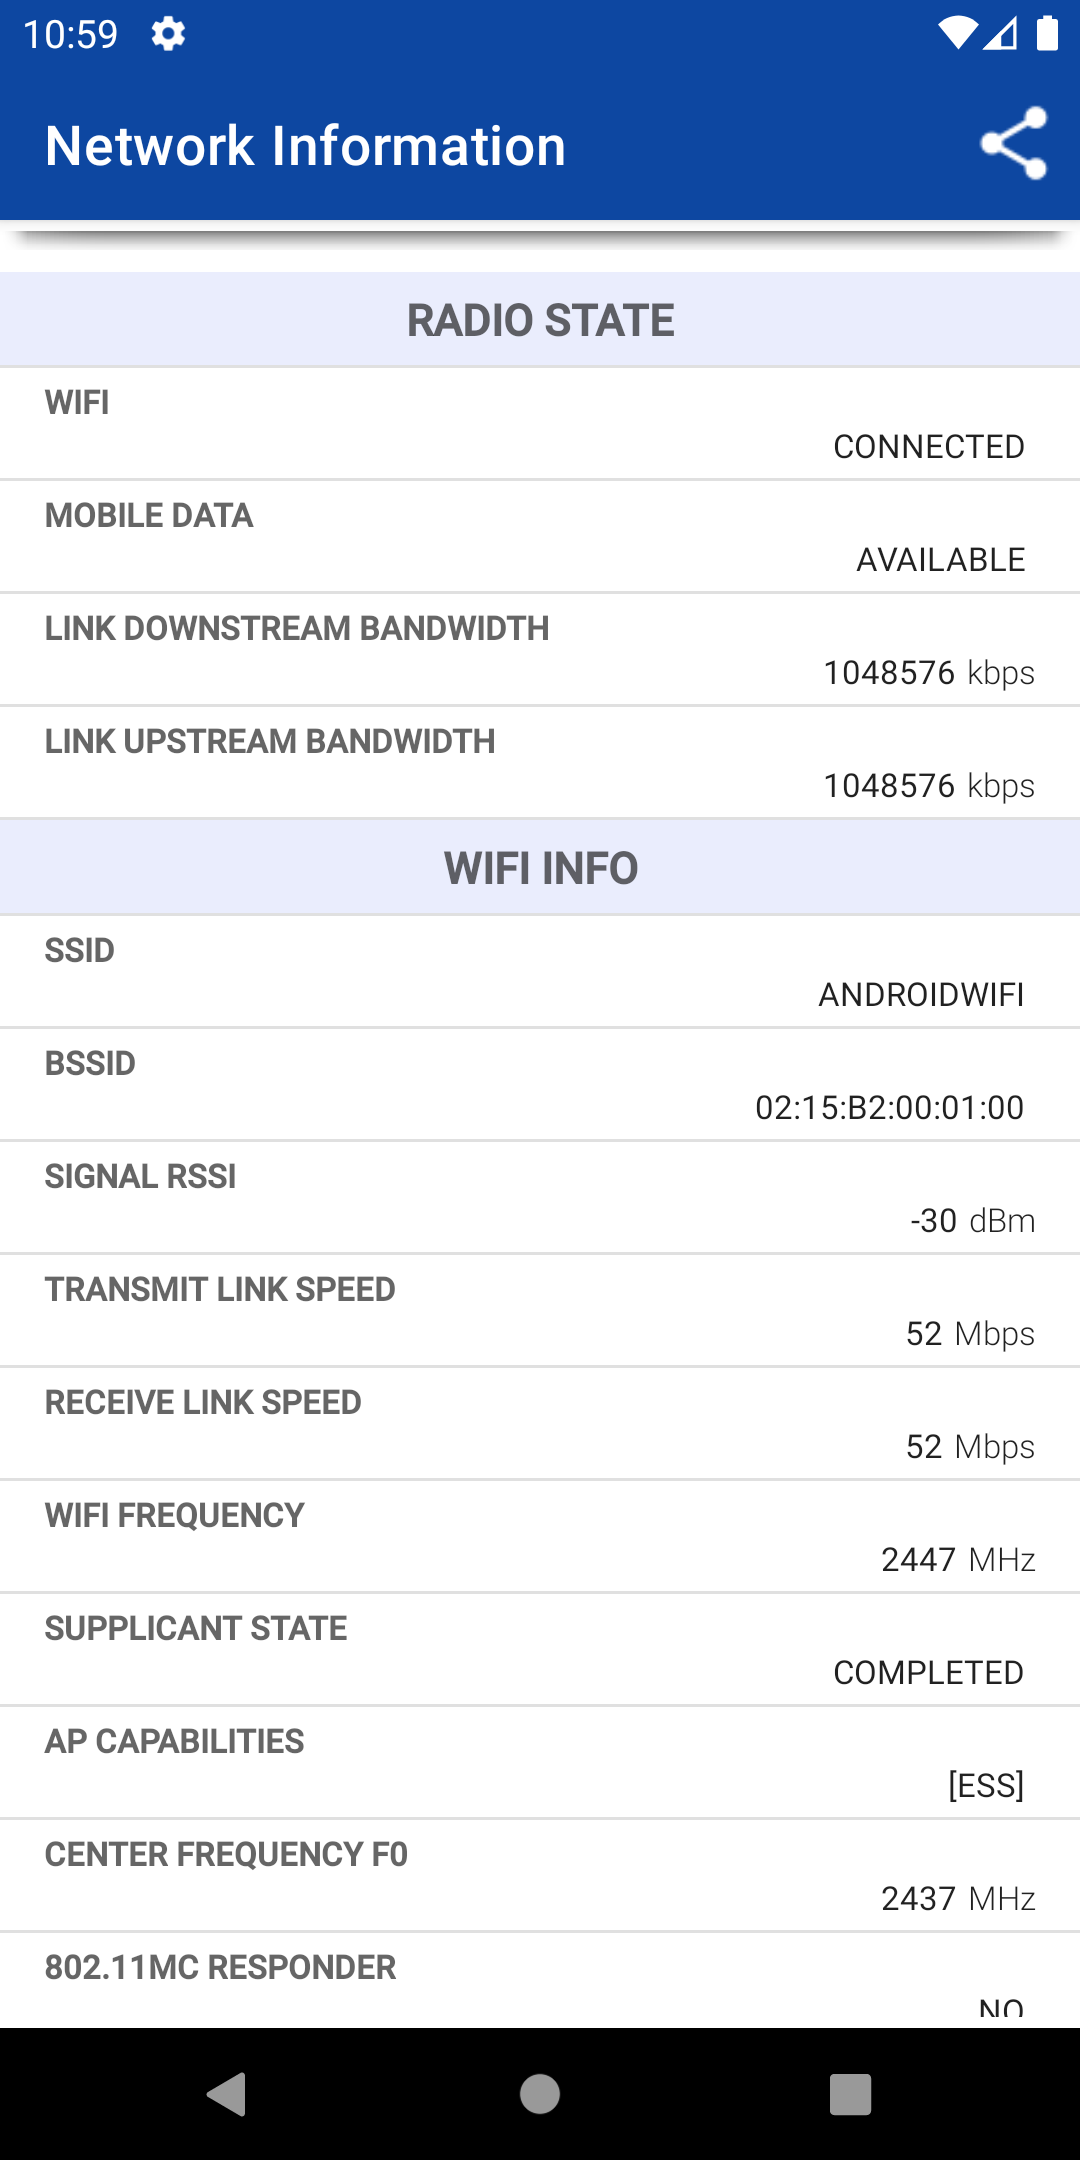 10:59
Network Information
RADIO STATE
WIFI
CONNECTED
MOBILE DATA
AVAILABLE
LINK DOWNSTREAM BANDWIDTH
1048576 kbps
LINK UPSTREAM BANDWIDTH
1048576 kbps
WIFI INFO
SSID
ANDROIDWIFI
BSSID
02:15:B2:00:01:00
SIGNAL RSSI
-30 dBm
TRANSMIT LINK SPEED
52 Mbps
RECEIVE LINK SPEED
52 Mbps
WIFI FREQUENCY
2447 MHz
SUPPLICANT STATE
COMPLETED
AP CAPABILITIES
[ESS]
CENTER FREQUENCY F0
2437 MHz
802.11MC RESPONDER
NO